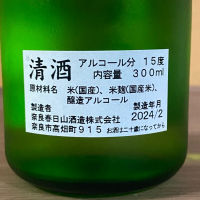 清酒 アルコール分 15度
内容量 300ml
原材料名 米(国産)、米麹(国産米)、
醸造アルコール
製造者 製造年月
奈良春日山酒造株式会社 2024/2
奈良市高畑町915 お酒は二十歳になってから